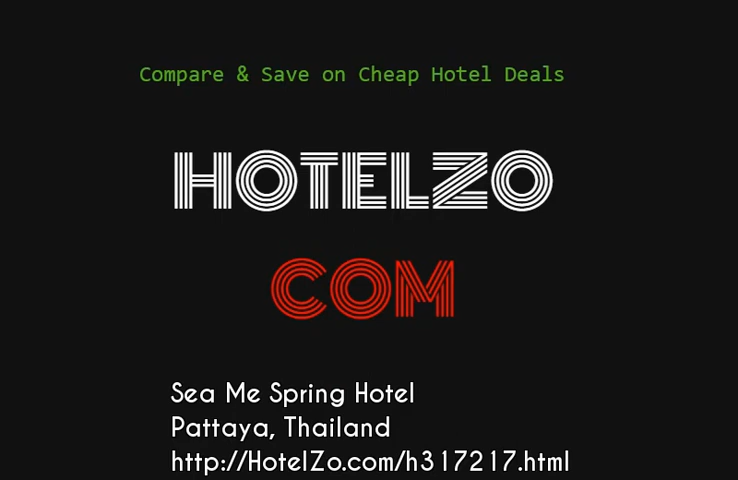 Compare & Save on Cheap Hotel Deals
HOTELZO
COM
Sea Me Spring Hotel
Pattaya, Thailand
http://HotelZo.com/h317217.html